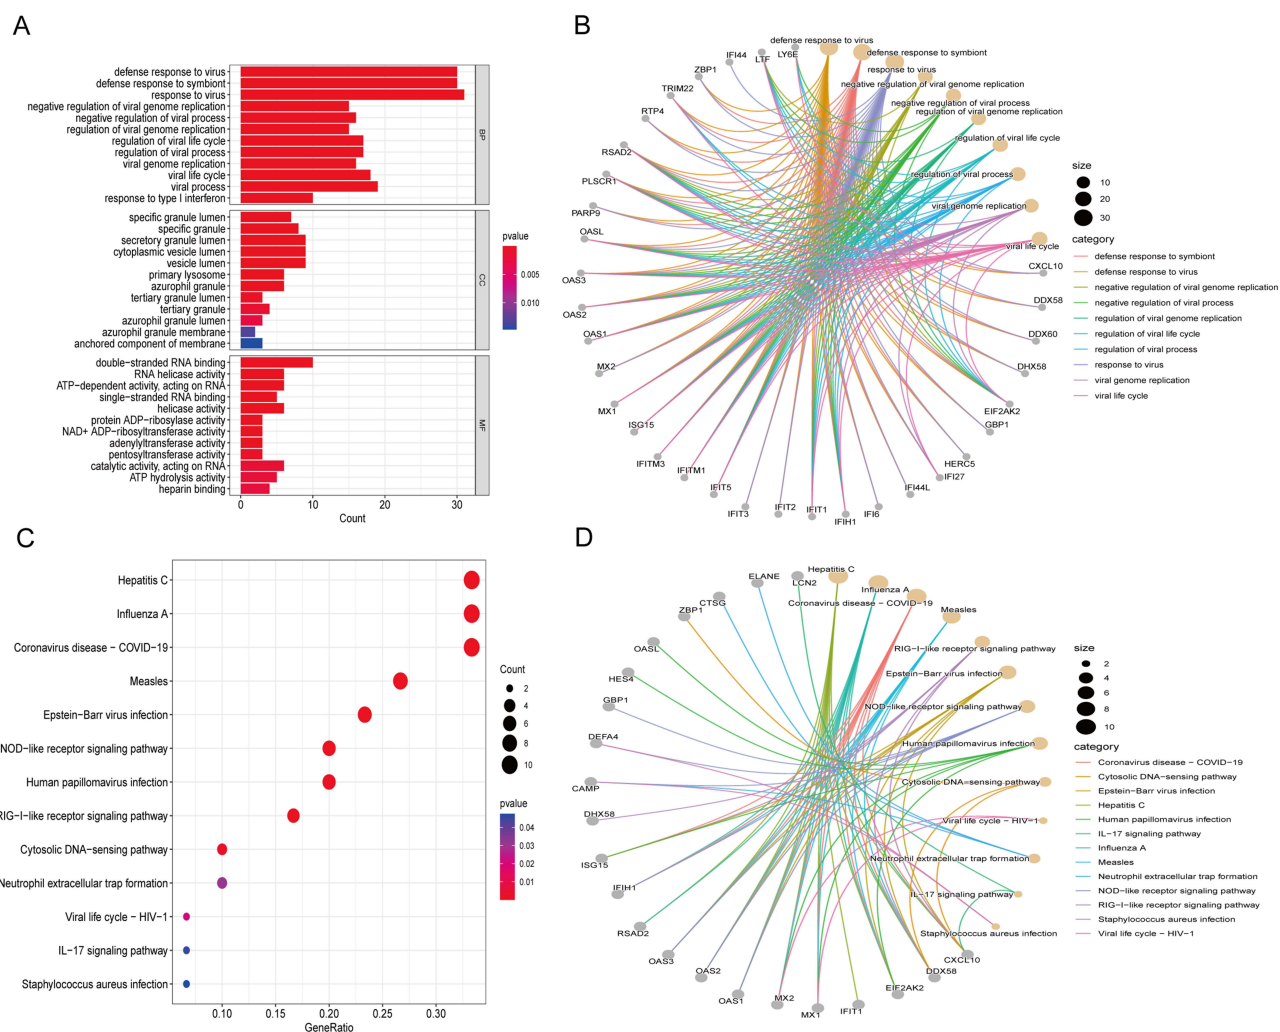 A
defense response to virus
defense response to symbiont
response to virus
negative regulation of viral genome replication
negative regulation of viral process
regulation of viral genome replication
regulation of viral life cycle
regulation of viral process
viral genome replication
viral life cycle
viral process
response to type I interferon
BP
specific granule lumen
specific granule
secretory granule lumen
cytoplasmic vesicle lumen
vesicle lumen
primary lysosome
azurophil granule
tertiary granule lumen
tertiary granule
azurophil granule lumen
azurophil granule membrane
anchored component of membrane
CC
double−stranded RNA binding
RNA helicase activity
ATP−dependent activity, acting on RNA
single−stranded RNA binding
helicase activity
protein ADP−ribosylase activity
NAD+ ADP−ribosyltransferase activity
adenylyltransferase activity
pentosyltransferase activity
catalytic activity, acting on RNA
ATP hydrolysis activity
heparin binding
MF
0 10 20 30
Count
pvalue
0.005
0.010
B
defense response to virus
defense response to symbiont
response to virus
negative regulation of viral genome replication
negative regulation of viral process
regulation of viral genome replication
regulation of viral life cycle
regulation of viral process
viral genome replication
viral life cycle
CXCL10
DDX58
DDX60
DHX58
EIF2AK2
GBP1
HERC5
IFI27
IFI44L
IFI6
IFIH1
IFIT1
IFIT2
IFIT3
IFIT5
IFITM1
IFITM3
ISG15
MX1
MX2
OAS1
OAS2
OAS3
OASL
PARP9
PLSCR1
RSAD2
RTP4
TRIM22
ZBP1
IFI44
LTF
LY6E
size
10
20
30
category
defense response to symbiont
defense response to virus
negative regulation of viral genome replication
negative regulation of viral process
regulation of viral genome replication
regulation of viral life cycle
regulation of viral process
response to virus
viral genome replication
viral life cycle
C
Hepatitis C
Influenza A
Coronavirus disease − COVID−19
Measles
Epstein−Barr virus infection
NOD−like receptor signaling pathway
Human papillomavirus infection
RIG−I−like receptor signaling pathway
Cytosolic DNA−sensing pathway
Neutrophil extracellular trap formation
Viral life cycle − HIV−1
IL−17 signaling pathway
Staphylococcus aureus infection
0.10 0.15 0.20 0.25 0.30
GeneRatio
Count
2
4
6
8
10
pvalue
0.04
0.03
0.02
0.01
D
Hepatitis C
Influenza A
Coronavirus disease − COVID−19
Measles
RIG−I−like receptor signaling pathway
Epstein−Barr virus infection
NOD−like receptor signaling pathway
Human papillomavirus infection
Cytosolic DNA−sensing pathway
Viral life cycle − HIV−1
Neutrophil extracellular trap formation
IL−17 signaling pathway
Staphylococcus aureus infection
CXCL10
DDX58
EIF2AK2
IFIT1
MX1
MX2
OAS1
OAS2
OAS3
RSAD2
IFIH1
ISG15
DHX58
CAMP
DEFA4
GBP1
HES4
OASL
ZBP1
CTSG
ELANE
LCN2
size
2
4
6
8
10
category
Coronavirus disease − COVID−19
Cytosolic DNA−sensing pathway
Epstein−Barr virus infection
Hepatitis C
Human papillomavirus infection
IL−17 signaling pathway
Influenza A
Measles
Neutrophil extracellular trap formation
NOD−like receptor signaling pathway
RIG−I−like receptor signaling pathway
Staphylococcus aureus infection
Viral life cycle − HIV−1